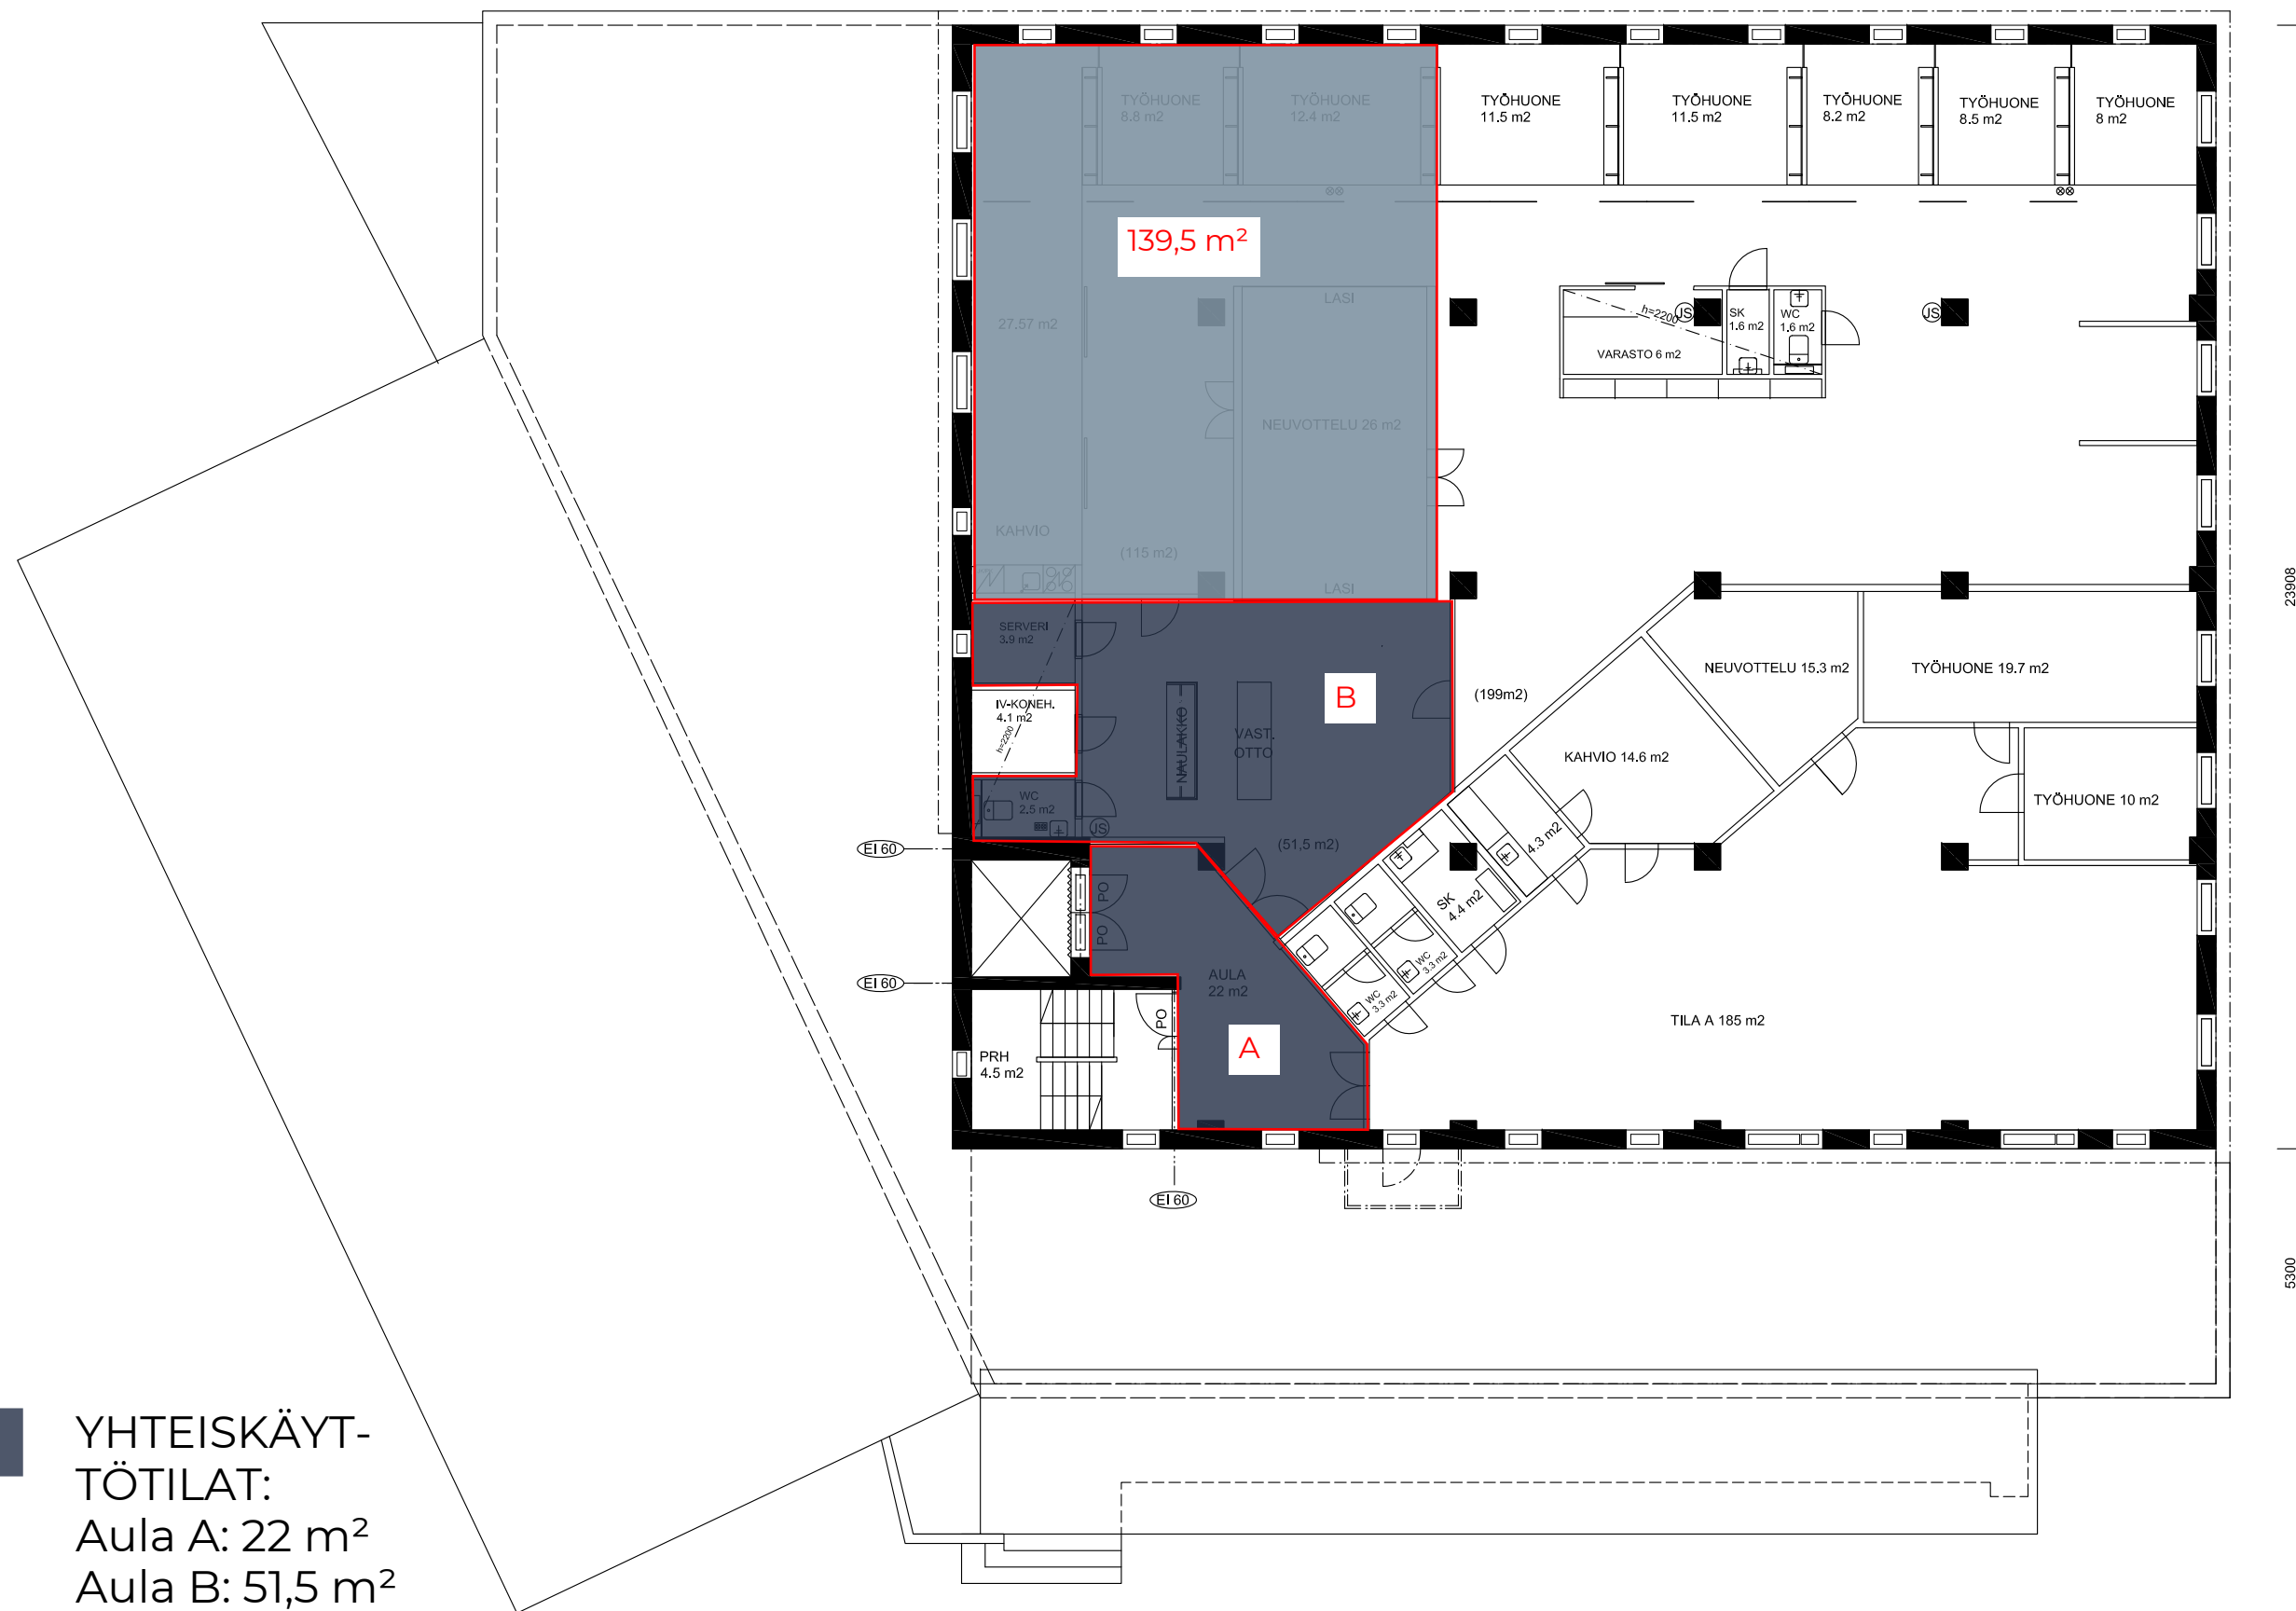 TYÖHUONE
8.8 m2
TYÖHUONE
12.4 m2
TYÖHUONE
11.5 m2
TYÖHUONE
11.5 m2
TYÖHUONE
8.2 m2
TYÖHUONE
8.5 m2
TYÖHUONE
8 m2
139,5 m²
27.57 m2
LASI
NEUVOTTELU 26 m2
KAHVIO
(115 m2)
LASI
h=2200
JS
SK
1.6 m2
WC
1.6 m2
JS
VARASTO 6 m2
23908
SERVERI
3.9 m2
IV-KONEH.
4.1 m2
h=2200
NAULAKKO
VAST.
OTTO
B
(199m2)
NEUVOTTELU 15.3 m2
TYÖHUONE 19.7 m2
KAHVIO 14.6 m2
TYÖHUONE 10 m2
WC
2.5 m2
JS
(51,5 m2)
4.3 m2
SK
4.4 m2
WC
3.3 m2
WC
3.3 m2
EI 60
PO
PO
EI 60
AULA
22 m2
A
PO
PRH
4.5 m2
TILA A 185 m2
EI 60
5300
YHTEISKÄYT-
TÖTILAT:
Aula A: 22 m²
Aula B: 51,5 m²